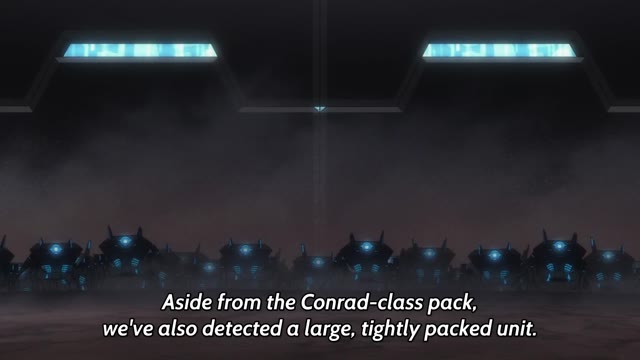 Aside from the Conrad-class pack,
we've also detected a large, tightly packed unit.